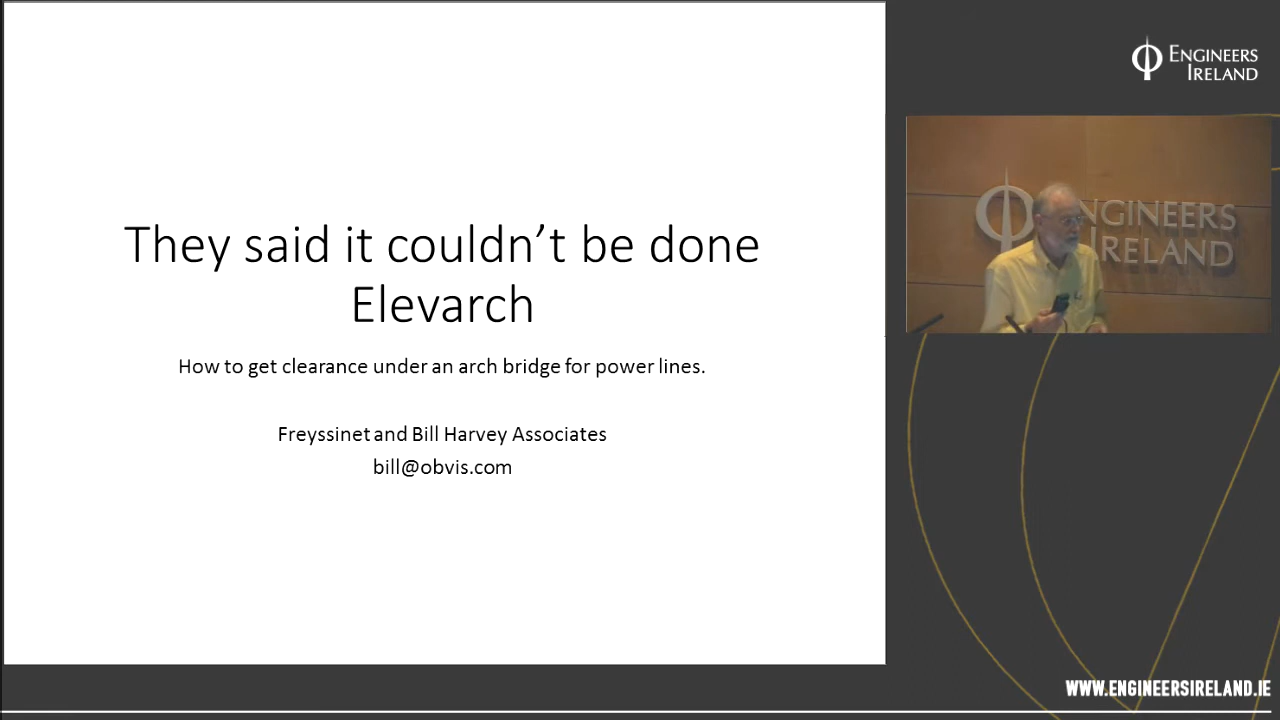 They said it couldn't be done
Elevarch
How to get clearance under an arch bridge for power lines.
Freyssinet and Bill Harvey Associates
bill@obvis.com
ENGINEERS
IRELAND
ENGINEERS
IRELAND
WWW.ENGINEERSIRELAND.IE